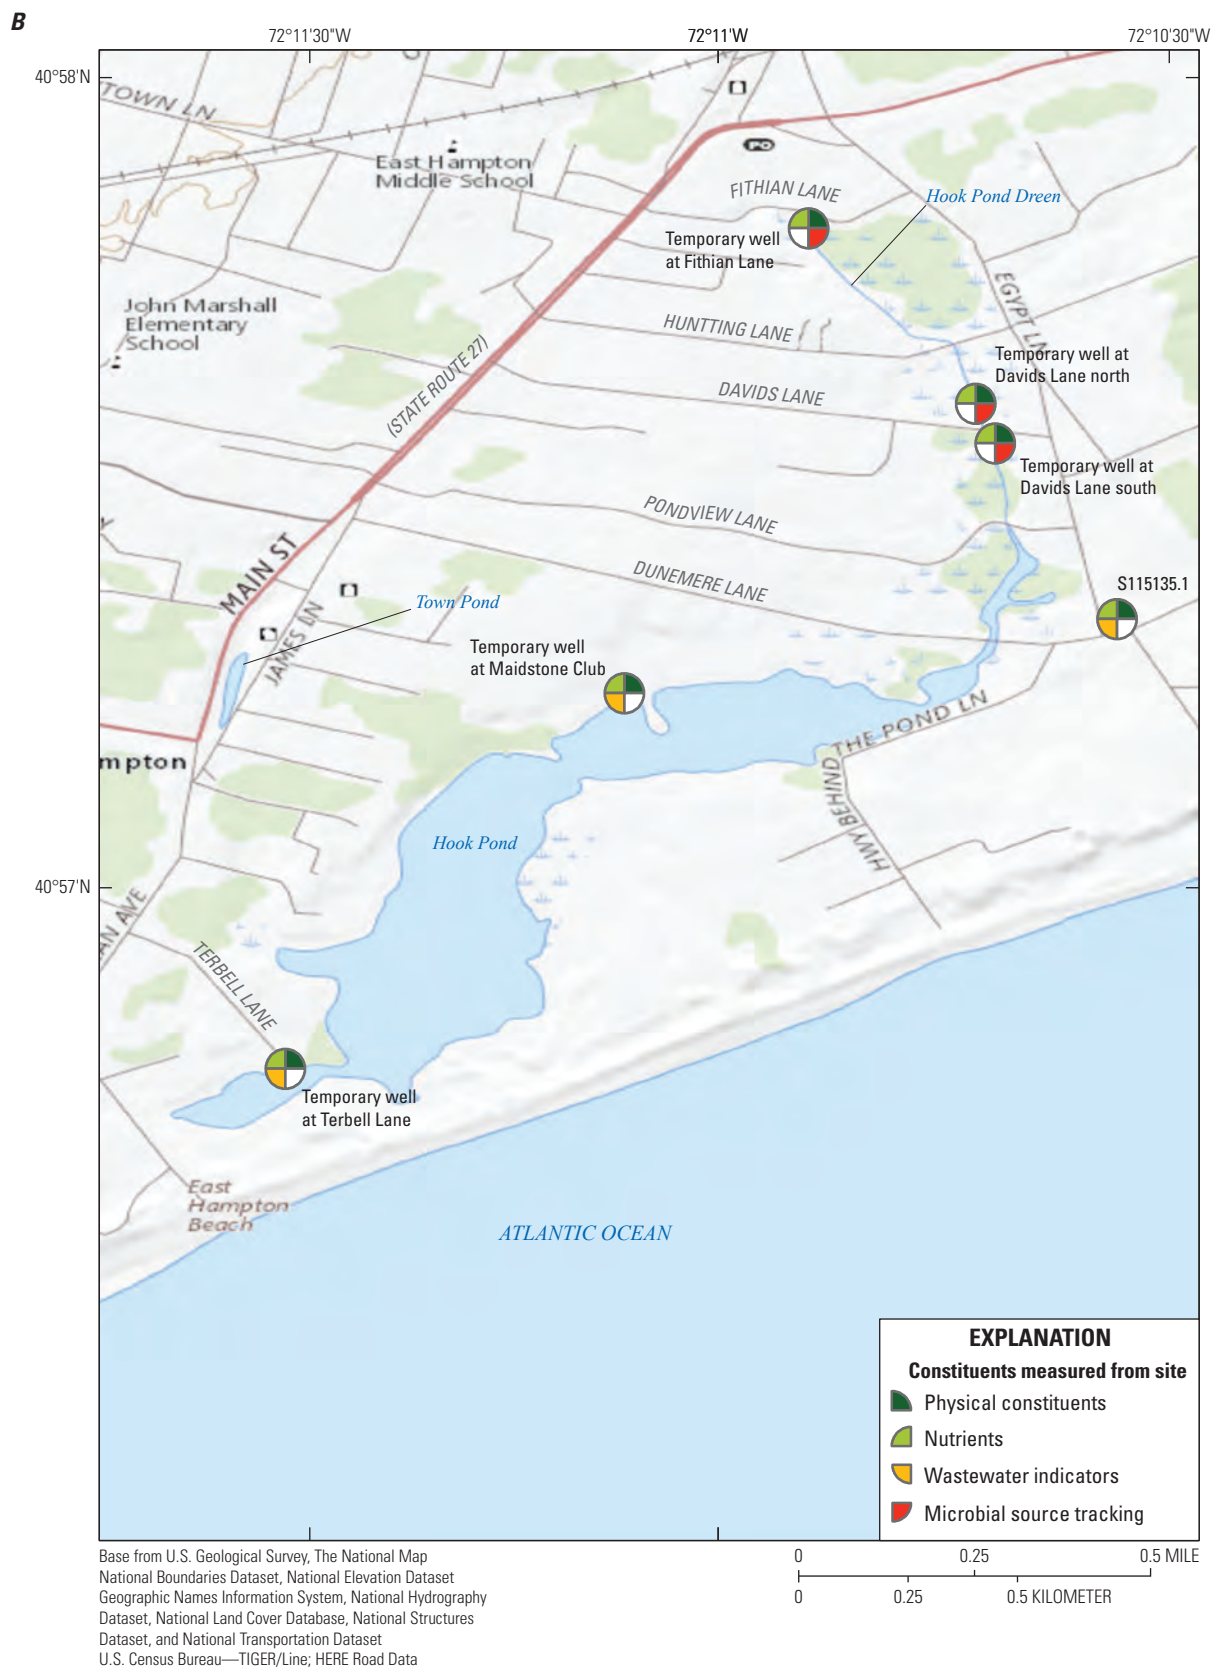 B
72°11'30"W
72°11'W
72°10'30"W
40°58'N
TOWN LN
East Hampton
Middle School
PO
FITHIAN LANE
Hook Pond Dreen
Temporary well
at Fithian Lane
EGYPT LN
John Marshall
Elementary
School
HUNTTING LANE
(STATE ROUTE 27)
Temporary well at
Davids Lane north
DAVIDS LANE
Temporary well at
Davids Lane south
PONDVIEW LANE
MAIN ST
DUNEMERE LANE
S115135.1
Town Pond
JAMES LN
Temporary well
at Maidstone Club
HWY BEHIND THE POND LN
mpton
Hook Pond
40°57'N
AN AVE
TERBELL LANE
Temporary well
at Terbell Lane
East
Hampton
Beach
ATLANTIC OCEAN
EXPLANATION
Constituents measured from site
Physical constituents
Nutrients
Wastewater indicators
Microbial source tracking
Base from U.S. Geological Survey, The National Map
National Boundaries Dataset, National Elevation Dataset
Geographic Names Information System, National Hydrography
Dataset, National Land Cover Database, National Structures
Dataset, and National Transportation Dataset
U.S. Census Bureau—TIGER/Line; HERE Road Data
0 0.25 0.5 MILE
0 0.25 0.5 KILOMETER